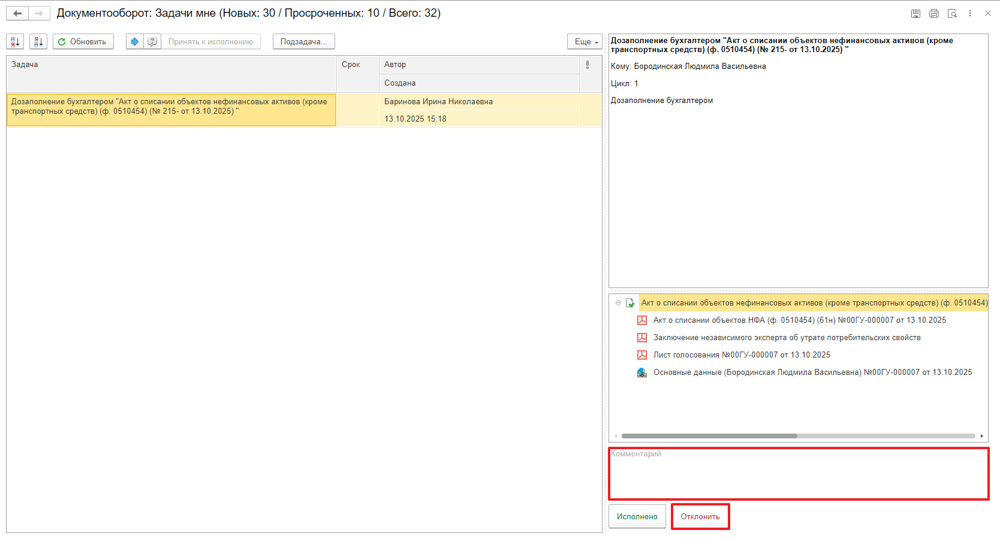 Документооборот: Задачи мне (Новых: 30 / Просроченных: 10 / Всего: 32)
Обновить
Принять к исполнению
Подзадача...
Еще
Задача
Срок
Автор
Создана
Дозаполнение бухгалтером "Акт о списании объектов нефинансовых активов (кроме
транспортных средств) (ф. 0510454) (№ 215- от 13.10.2025) "
Баринова Ирина Николаевна
13.10.2025 15:18
Дозаполнение бухгалтером "Акт о списании объектов нефинансовых активов (кроме
транспортных средств) (ф. 0510454) (№ 215- от 13.10.2025) "
Кому: Бородинская Людмила Васильевна
Цикл: 1
Дозаполнение бухгалтером
Акт о списании объектов нефинансовых активов (кроме транспортных средств) (ф. 0510454)
Акт о списании объектов НФА (ф. 0510454) (61н) №00ГУ-000007 от 13.10.2025
Заключение независимого эксперта об утрате потребительских свойств
Лист голосования №00ГУ-000007 от 13.10.2025
Основные данные (Бородинская Людмила Васильевна) №00ГУ-000007 от 13.10.2025
Комментарий
Исполнено
Отклонить